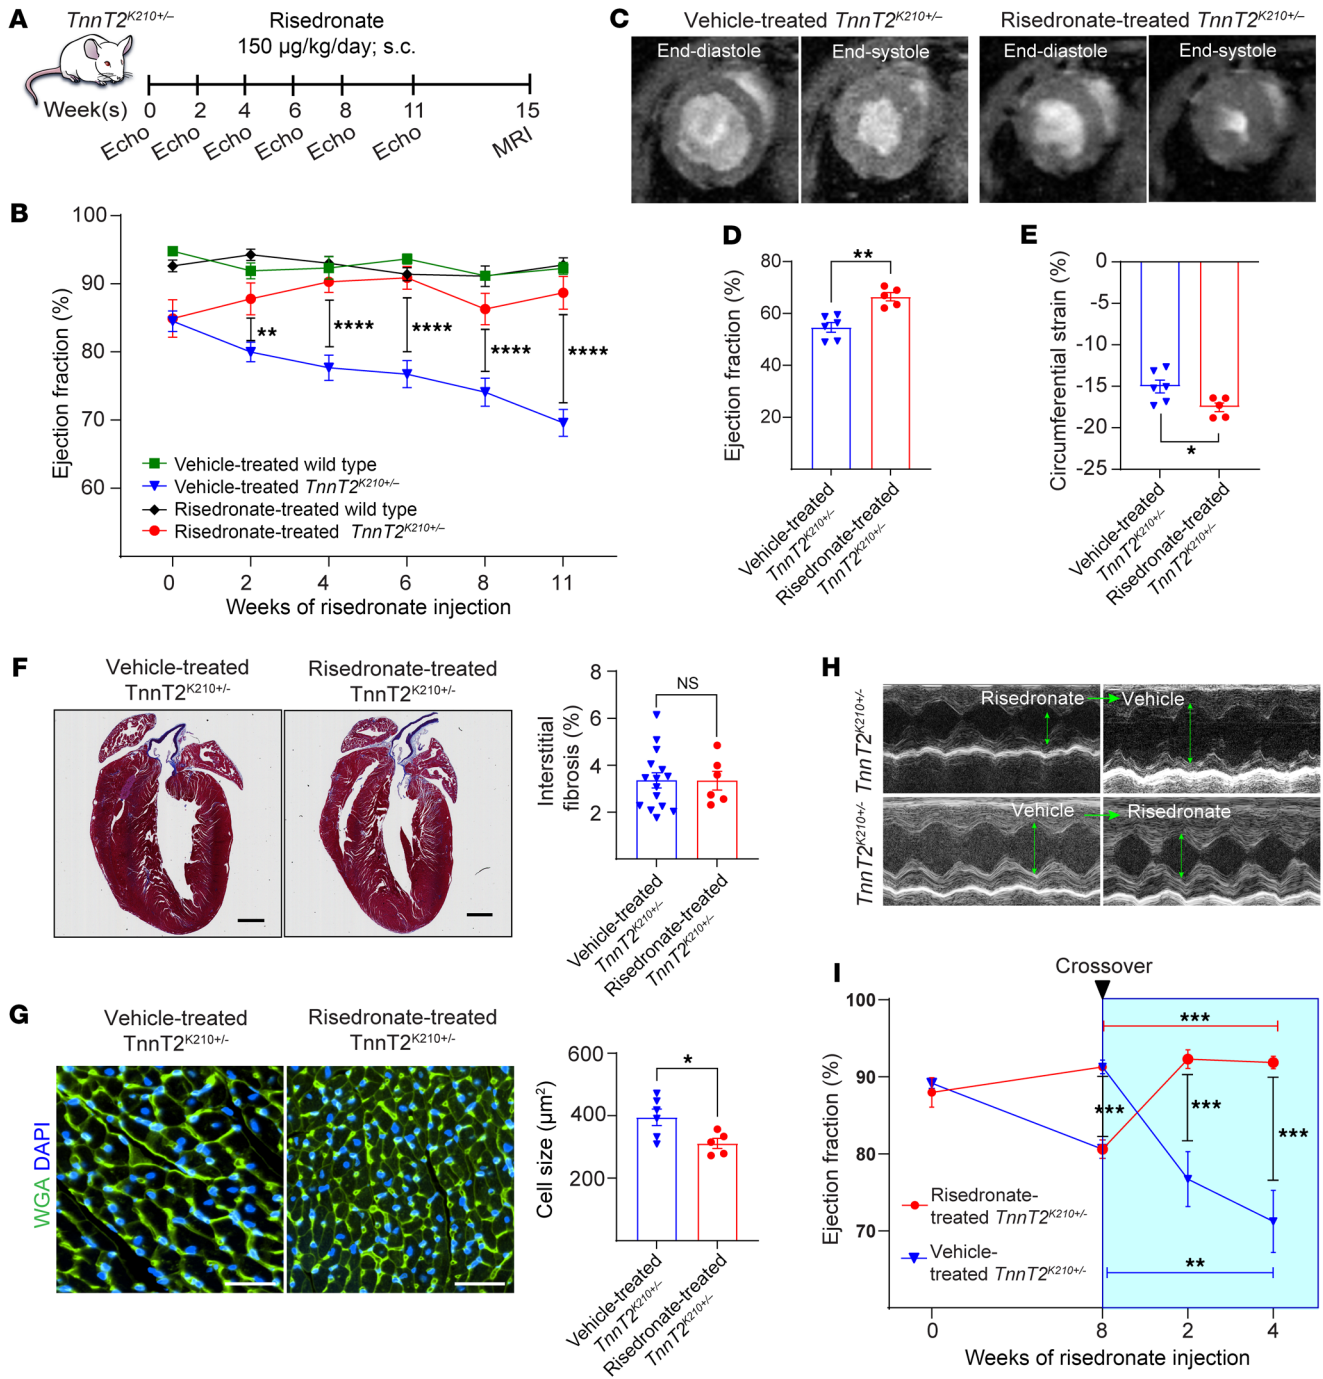 A
TnnT2K210+/–
Risedronate
150 µg/kg/day; s.c.
Week(s) 0 2 4 6 8 11 15
Echo Echo Echo Echo Echo Echo MRI
B
Ejection fraction (%)
100
90
80
70
60
** **** **** **** ****
Vehicle-treated wild type
Vehicle-treated TnnT2K210+/–
Risedronate-treated wild type
Risedronate-treated TnnT2K210+/–
0 2 4 6 8 11
Weeks of risedronate injection
C
Vehicle-treated TnnT2K210+/–
Risedronate-treated TnnT2K210+/–
End-diastole
End-systole
End-diastole
End-systole
D
Ejection fraction (%)
80
60
40
20
**
Vehicle-treated
TnnT2K210+/–
Risedronate-treated
TnnT2K210+/–
E
Circumferential strain (%)
0
-5
-10
-15
-20
-25
*
Vehicle-treated
TnnT2K210+/–
Risedronate-treated
TnnT2K210+/–
F
Vehicle-treated
TnnT2K210+/-
Risedronate-treated
TnnT2K210+/-
Interstitial
fibrosis (%)
8
6
4
2
NS
Vehicle-treated
TnnT2K210+/–
Risedronate-treated
TnnT2K210+/–
G
Vehicle-treated
TnnT2K210+/-
Risedronate-treated
TnnT2K210+/-
WGA DAPI
Cell size (µm2)
600
400
200
*
Vehicle-treated
TnnT2K210+/–
Risedronate-treated
TnnT2K210+/–
H
TnnT2K210+/-
Risedronate
Vehicle
TnnT2K210+/-
Vehicle
Risedronate
I
Crossover
Ejection fraction (%)
100
90
80
70
***
***
***
***
**
Risedronate-
treated TnnT2K210+/–
Vehicle-
treated TnnT2K210+/–
0 8 2 4
Weeks of risedronate injection